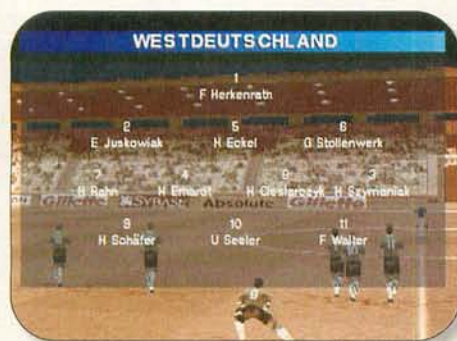 WESTDEUTSCHLAND
1
F Herkenrath
2 5 6
E Juskowiak H Eckel G Stollenwerk
7 4 8 3
H Rahn H Erhardt H Cieslarczyk H Szymaniak
Gillette Absolute Gillette
9 10 11
H Schäfer U Seeler F Walter